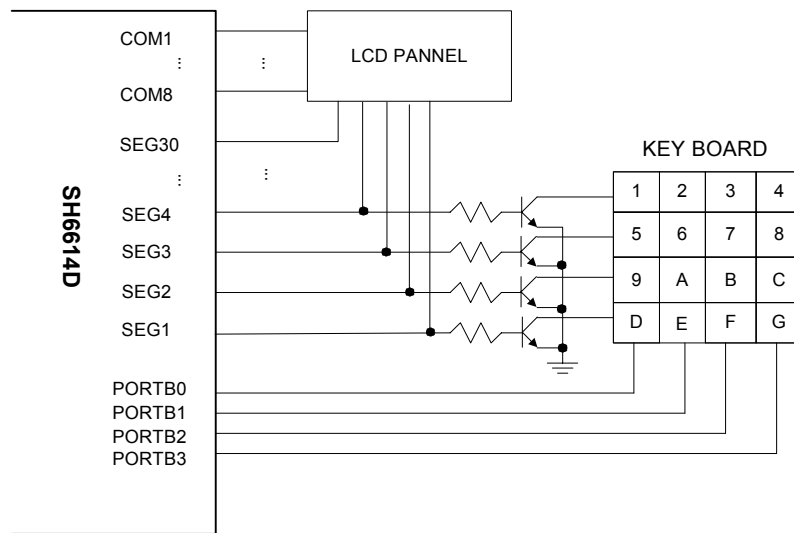 COM1
⋮ ⋮
COM8
SEG30
⋮ ⋮
SEG4
SEG3
SEG2
SEG1
PORTB0
PORTB1
PORTB2
PORTB3
SH6614D
LCD PANNEL
KEY BOARD
1 2 3 4
5 6 7 8
9 A B C
D E F G